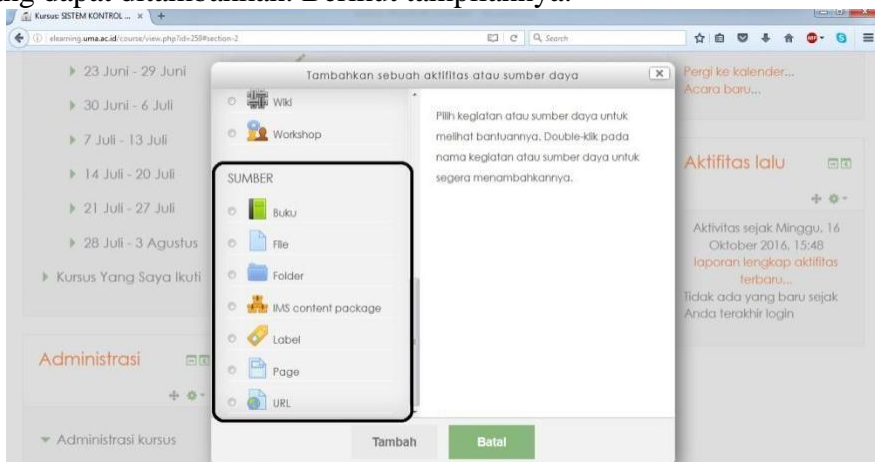 ng dapat ditambahkan. Berikut tampilannya.
Kursus: SISTEM KONTROL ...
elearning.uma.ac.id/course/view.php?id=259#section-2
Search
23 Juni - 29 Juni
30 Juni - 6 Juli
7 Juli - 13 Juli
14 Juli - 20 Juli
21 Juli - 27 Juli
28 Juli - 3 Agustus
Kursus Yang Saya Ikuti
Administrasi
Administrasi kursus
Tambahkan sebuah aktifitas atau sumber daya
Wiki
Workshop
SUMBER
Buku
File
Folder
IMS content package
Label
Page
URL
Pilih kegiatan atau sumber daya untuk
melihat bantuannya. Double-klik pada
nama kegiatan atau sumber daya untuk
segera menambahkannya.
Tambah
Batal
Pergi ke kalender...
Acara baru...
Aktifitas lalu
Aktivitas sejak Minggu, 16
Oktober 2016, 15:48
laporan lengkap aktifitas
terbaru...
Tidak ada yang baru sejak
Anda terakhir login